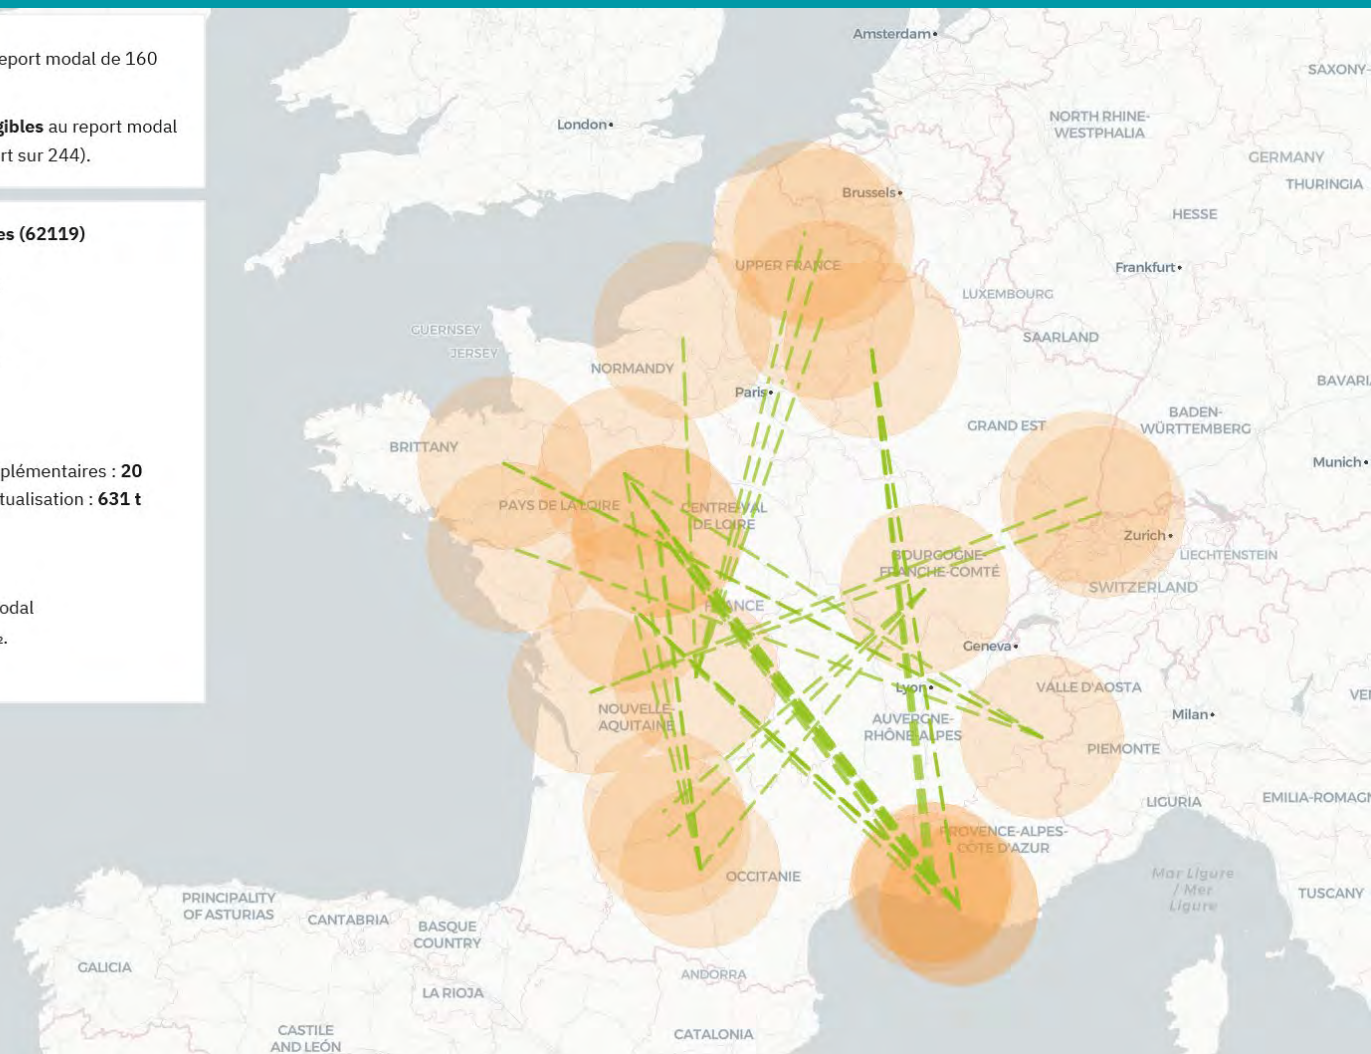 eport modal de 160
gibles au report modal
rt sur 244).
es (62119)
plémentaires : 20
tualisation : 631 t
odal
Amsterdam
SAXONY-
London
NORTH RHINE-
WESTPHALIA
GERMANY
THURINGIA
Brussels
HESSE
UPPER FRANCE
Frankfurt
LUXEMBOURG
GUERNSEY
SAARLAND
JERSEY
NORMANDY
BAVARI
Paris
BADEN-
WÜRTTEMBERG
GRAND EST
BRITTANY
Munich
PAYS DE LA LOIRE
CENTRE-VAL
DE LOIRE
Zurich
BOURGOGNE-
FRANCHE-COMTÉ
LIECHTENSTEIN
SWITZERLAND
FRANCE
Geneva
Lyon
VALLE D'AOSTA
VE
NOUVELLE-
AQUITAINE
Milan
AUVERGNE-
RHÔNE-ALPES
PIEMONTE
LIGURIA
EMILIA-ROMAGN
PROVENCE-ALPES-
CÔTE D'AZUR
OCCITANIE
Mar Ligure
/ Mer
Ligure
TUSCANY
PRINCIPALITY
OF ASTURIAS
CANTABRIA
BASQUE
COUNTRY
GALICIA
ANDORRA
LA RIOJA
CASTILE
AND LEÓN
CATALONIA